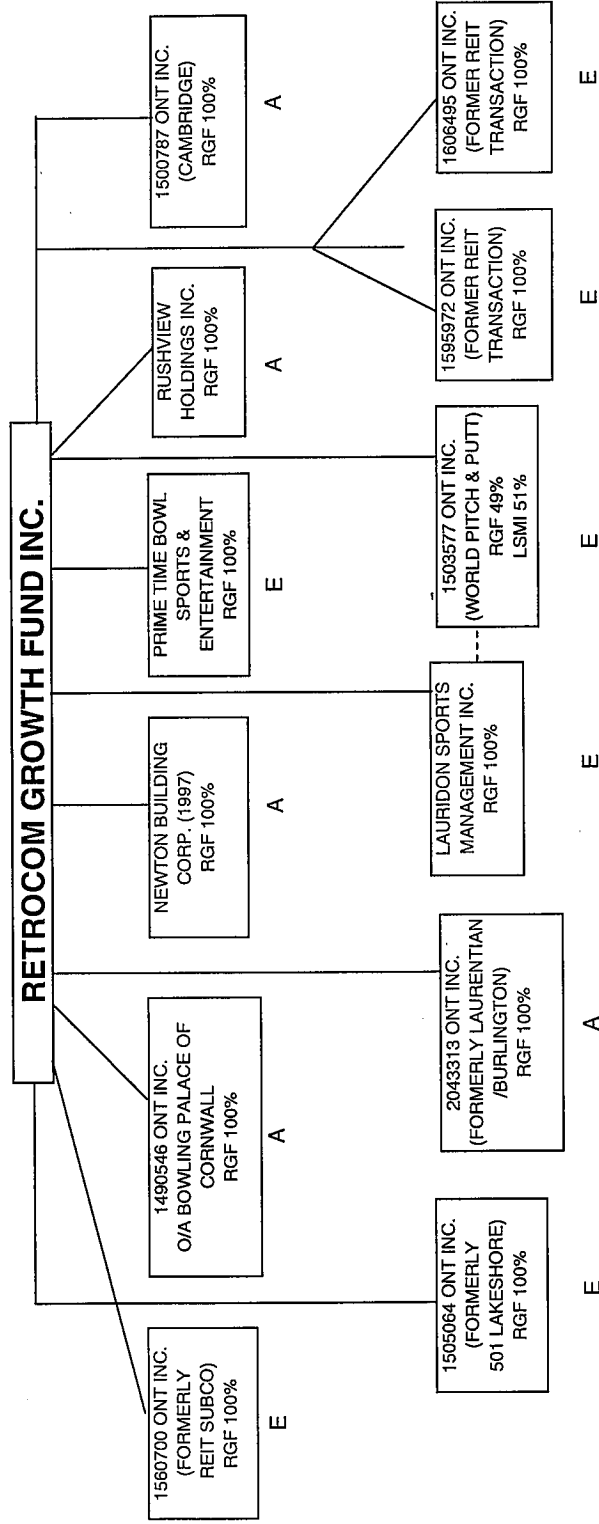 RETROCOM GROWTH FUND INC.
1560700 ONT INC.
(FORMERLY
REIT SUBCO)
RGF 100%
E
1490546 ONT INC.
O/A BOWLING PALACE OF
CORNWALL
RGF 100%
A
NEWTON BUILDING
CORP. (1997)
RGF 100%
A
PRIME TIME BOWL
SPORTS &
ENTERTAINMENT
RGF 100%
E
RUSHVIEW
HOLDINGS INC.
RGF 100%
A
1500787 ONT INC.
(CAMBRIDGE)
RGF 100%
A
1505064 ONT INC.
(FORMERLY
501 LAKESHORE)
RGF 100%
E
2043313 ONT INC.
(FORMERLY LAURENTIAN
/BURLINGTON)
RGF 100%
A
LAURIDON SPORTS
MANAGEMENT INC.
RGF 100%
E
1503577 ONT INC.
(WORLD PITCH & PUTT)
RGF 49%
LSMI 51%
E
1595972 ONT INC.
(FORMER REIT
TRANSACTION)
RGF 100%
E
1606495 ONT INC.
(FORMER REIT
TRANSACTION)
RGF 100%
E